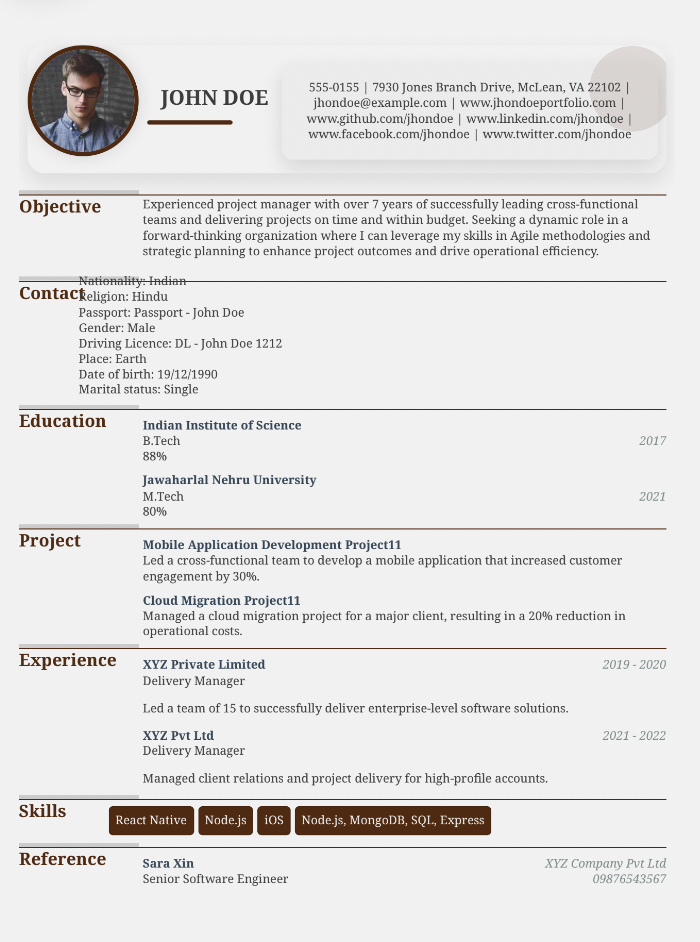 JOHN DOE
555-0155 | 7930 Jones Branch Drive, McLean, VA 22102 |
jhondoe@example.com | www.jhondoeportfolio.com |
www.github.com/jhondoe | www.linkedin.com/jhondoe |
www.facebook.com/jhondoe | www.twitter.com/jhondoe
Objective
Experienced project manager with over 7 years of successfully leading cross-functional
teams and delivering projects on time and within budget. Seeking a dynamic role in a
forward-thinking organization where I can leverage my skills in Agile methodologies and
strategic planning to enhance project outcomes and drive operational efficiency.
Contact
Nationality: Indian
Religion: Hindu
Passport: Passport - John Doe
Gender: Male
Driving Licence: DL - John Doe 1212
Place: Earth
Date of birth: 19/12/1990
Marital status: Single
Education
Indian Institute of Science
B.Tech 2017
88%
Jawaharlal Nehru University
M.Tech 2021
80%
Project
Mobile Application Development Project11
Led a cross-functional team to develop a mobile application that increased customer
engagement by 30%.
Cloud Migration Project11
Managed a cloud migration project for a major client, resulting in a 20% reduction in
operational costs.
Experience
XYZ Private Limited 2019 - 2020
Delivery Manager
Led a team of 15 to successfully deliver enterprise-level software solutions.
XYZ Pvt Ltd 2021 - 2022
Delivery Manager
Managed client relations and project delivery for high-profile accounts.
Skills
React Native Node.js iOS Node.js, MongoDB, SQL, Express
Reference
Sara Xin XYZ Company Pvt Ltd
Senior Software Engineer 09876543567